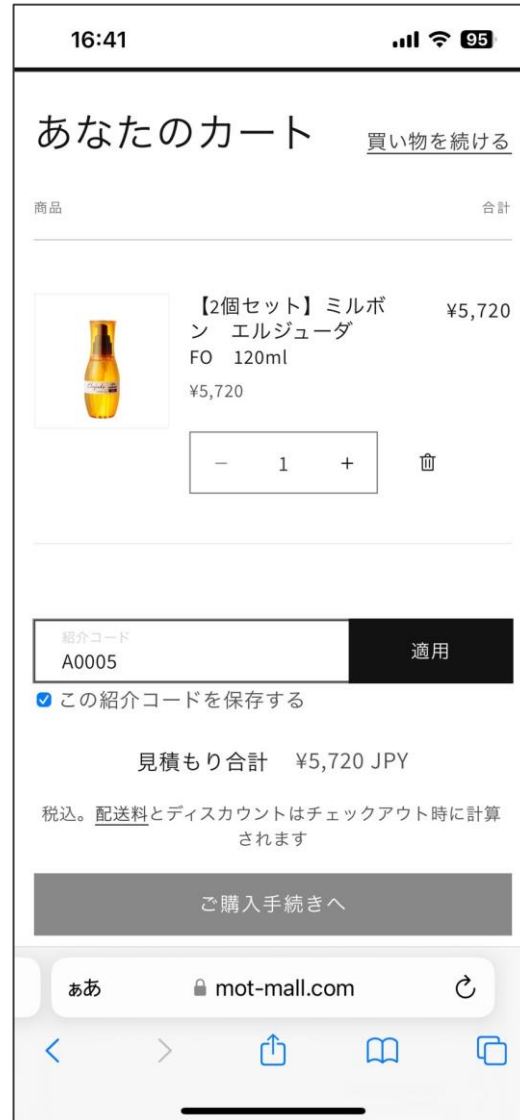 16:41
95
あなたのカート
買い物を続ける
商品
合計
【2個セット】ミルボ
ン　エルジューダ
FO　120ml
¥5,720
¥5,720
− 1 +
紹介コード
A0005
適用
この紹介コードを保存する
見積もり合計　¥5,720 JPY
税込。配送料とディスカウントはチェックアウト時に計算
されます
ご購入手続きへ
ぁあ
mot-mall.com